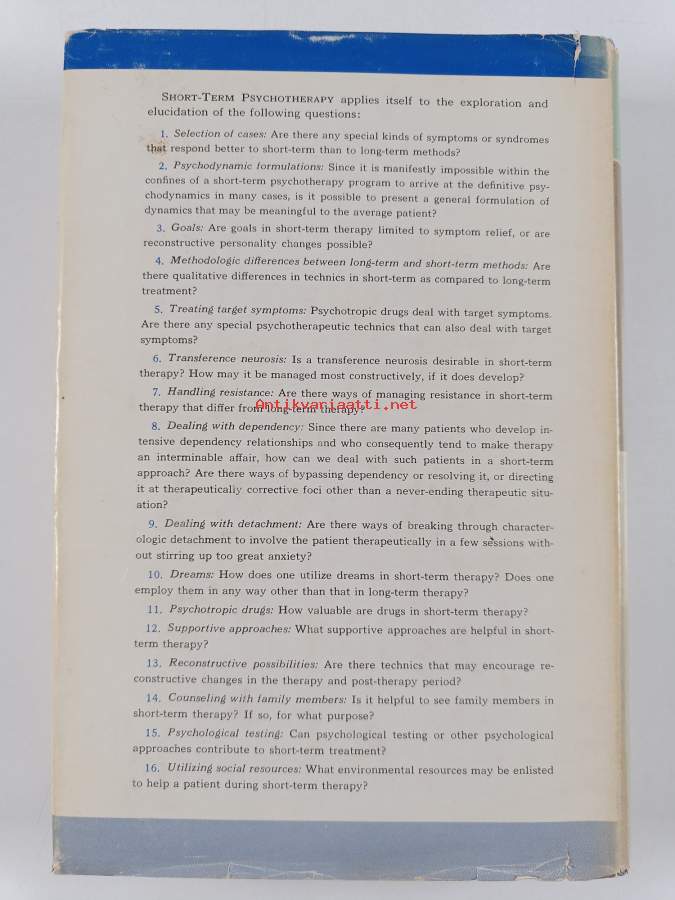 SHORT-TERM PSYCHOTHERAPY applies itself to the exploration and
elucidation of the following questions:
1. Selection of cases: Are there any special kinds of symptoms or syndromes
that respond better to short-term than to long-term methods?
2. Psychodynamic formulations: Since it is manifestly impossible within the
confines of a short-term psychotherapy program to arrive at the definitive psy-
chodynamics in many cases, is it possible to present a general formulation of
dynamics that may be meaningful to the average patient?
3. Goals: Are goals in short-term therapy limited to symptom relief, or are
reconstructive personality changes possible?
4. Methodologic differences between long-term and short-term methods: Are
there qualitative differences in technics in short-term as compared to long-term
treatment?
5. Treating target symptoms: Psychotropic drugs deal with target symptoms.
Are there any special psychotherapeutic technics that can also deal with target
symptoms?
6. Transference neurosis: Is a transference neurosis desirable in short-term
therapy? How may it be managed most constructively, if it does develop?
7. Handling resistance: Are there ways of managing resistance in short-term
therapy that differ from long-term therapy?
Antikvariaatti.net
8. Dealing with dependency: Since there are many patients who develop in-
tensive dependency relationships and who consequently tend to make therapy
an interminable affair, how can we deal with such patients in a short-term
approach? Are there ways of bypassing dependency or resolving it, or directing
it at therapeutically corrective foci other than a never-ending therapeutic situ-
ation?
9. Dealing with detachment: Are there ways of breaking through character-
ologic detachment to involve the patient therapeutically in a few sessions with-
out stirring up too great anxiety?
10. Dreams: How does one utilize dreams in short-term therapy? Does one
employ them in any way other than that in long-term therapy?
11. Psychotropic drugs: How valuable are drugs in short-term therapy?
12. Supportive approaches: What supportive approaches are helpful in short-
term therapy?
13. Reconstructive possibilities: Are there technics that may encourage re-
constructive changes in the therapy and post-therapy period?
14. Counseling with family members: Is it helpful to see family members in
short-term therapy? If so, for what purpose?
15. Psychological testing: Can psychological testing or other psychological
approaches contribute to short-term treatment?
16. Utilizing social resources: What environmental resources may be enlisted
to help a patient during short-term therapy?